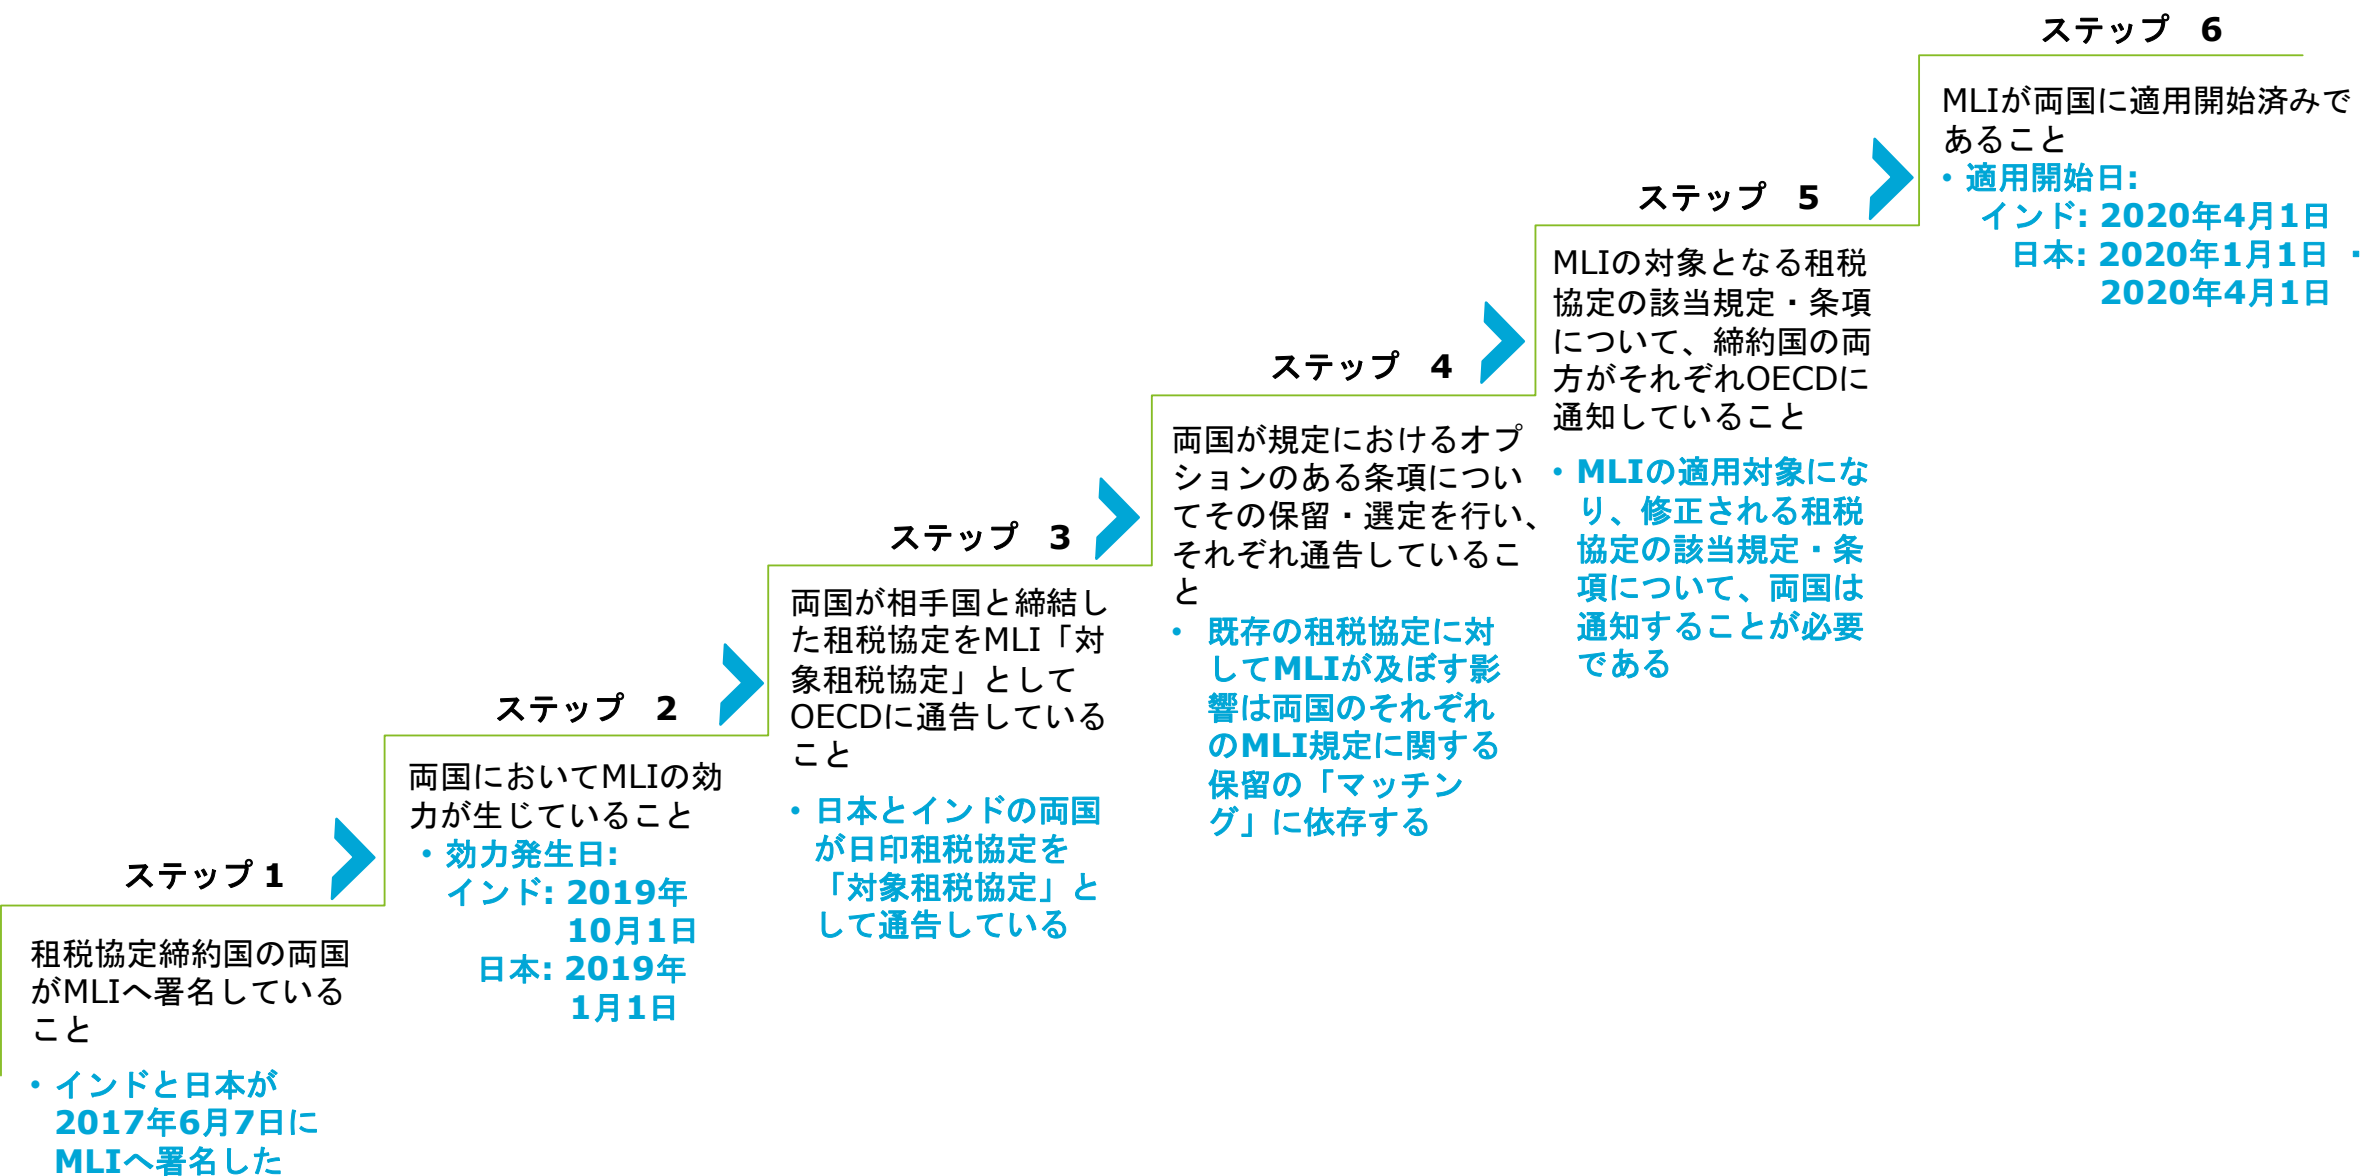 ステップ 1
租税協定締約国の両国
がMLIへ署名している
こと
• インドと日本が
2017年6月7日に
MLIへ署名した
ステップ 2
両国においてMLIの効
力が生じていること
• 効力発生日:
インド: 2019年
10月1日
日本: 2019年
1月1日
ステップ 3
両国が相手国と締結し
た租税協定をMLI「対
象租税協定」として
OECDに通告している
こと
• 日本とインドの両国
が日印租税協定を
「対象租税協定」と
して通告している
ステップ 4
両国が規定におけるオプ
ションのある条項につい
てその保留・選定を行い、
それぞれ通告しているこ
と
• 既存の租税協定に対
してMLIが及ぼす影
響は両国のそれぞれ
のMLI規定に関する
保留の「マッチン
グ」に依存する
ステップ 5
MLIの対象となる租税
協定の該当規定・条項
について、締約国の両
方がそれぞれOECDに
通知していること
• MLIの適用対象にな
り、修正される租税
協定の該当規定・条
項について、両国は
通知することが必要
である
ステップ 6
MLIが両国に適用開始済みで
あること
• 適用開始日:
インド: 2020年4月1日
日本: 2020年1月1日 ・
2020年4月1日